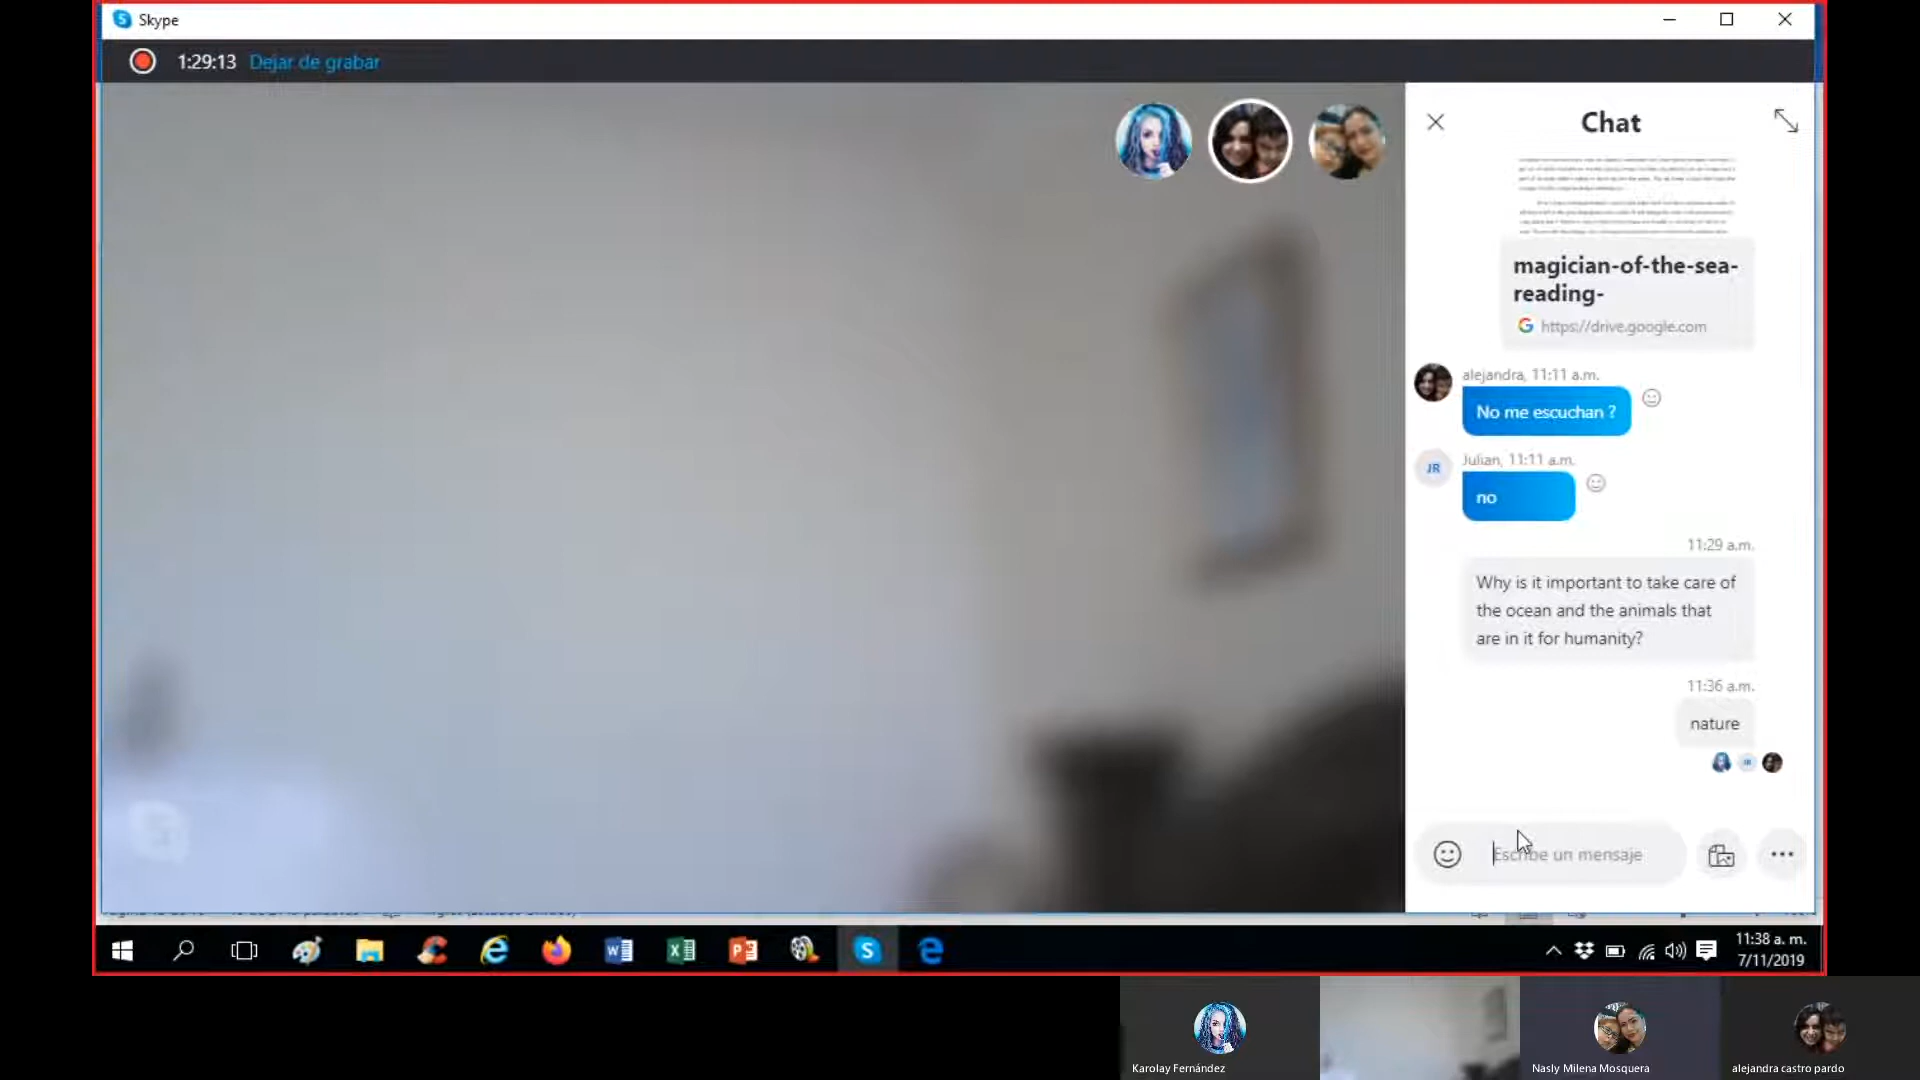 Skype
1:29:13 Dejar de grabar
Chat
magician-of-the-sea-
reading-
https://drive.google.com
alejandra, 11:11 a.m.
No me escuchan ?
JR
Julian, 11:11 a.m.
no
11:29 a.m.
Why is it important to take care of
the ocean and the animals that
are in it for humanity?
11:36 a.m.
nature
Escribe un mensaje
11:38 a. m.
7/11/2019
Karolay Fernández
Nasly Milena Mosquera
alejandra castro pardo